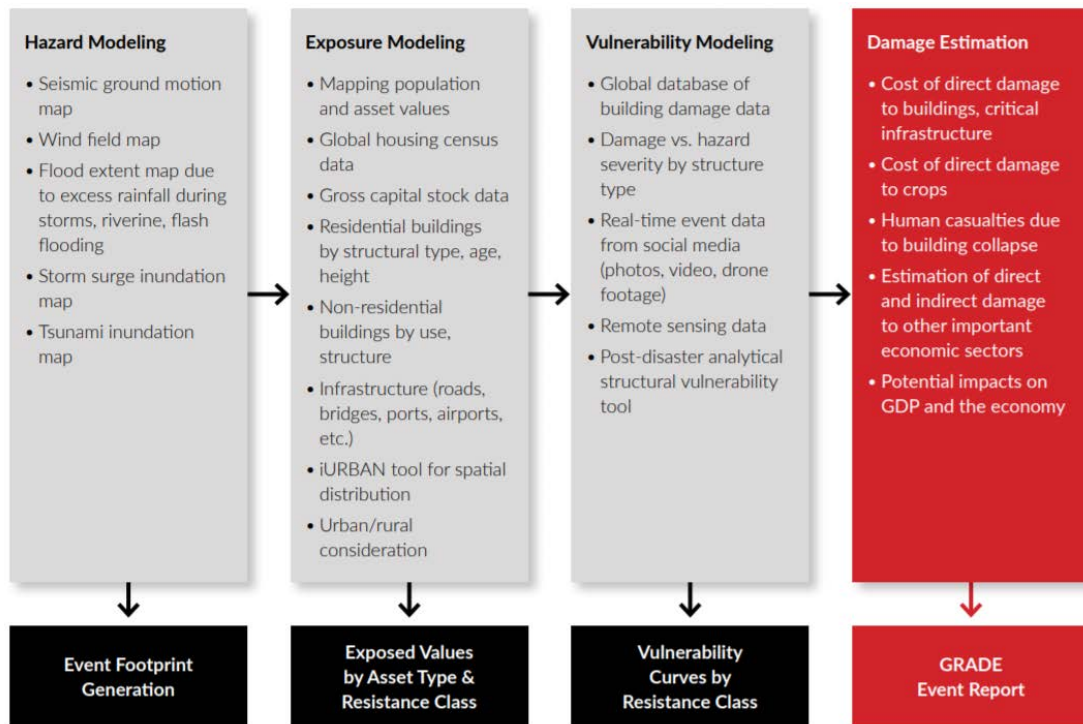 Hazard Modeling
• Seismic ground motion
map
• Wind field map
• Flood extent map due
to excess rainfall during
storms, riverine, flash
flooding
• Storm surge inundation
map
• Tsunami inundation
map
Event Footprint
Generation
Exposure Modeling
• Mapping population
and asset values
• Global housing census
data
• Gross capital stock data
• Residential buildings
by structural type, age,
height
• Non-residential
buildings by use,
structure
• Infrastructure (roads,
bridges, ports, airports,
etc.)
• iURBAN tool for spatial
distribution
• Urban/rural
consideration
Exposed Values
by Asset Type &
Resistance Class
Vulnerability Modeling
• Global database of
building damage data
• Damage vs. hazard
severity by structure
type
• Real-time event data
from social media
(photos, video, drone
footage)
• Remote sensing data
• Post-disaster analytical
structural vulnerability
tool
Vulnerability
Curves by
Resistance Class
Damage Estimation
• Cost of direct damage
to buildings, critical
infrastructure
• Cost of direct damage
to crops
• Human casualties due
to building collapse
• Estimation of direct
and indirect damage
to other important
economic sectors
• Potential impacts on
GDP and the economy
GRADE
Event Report